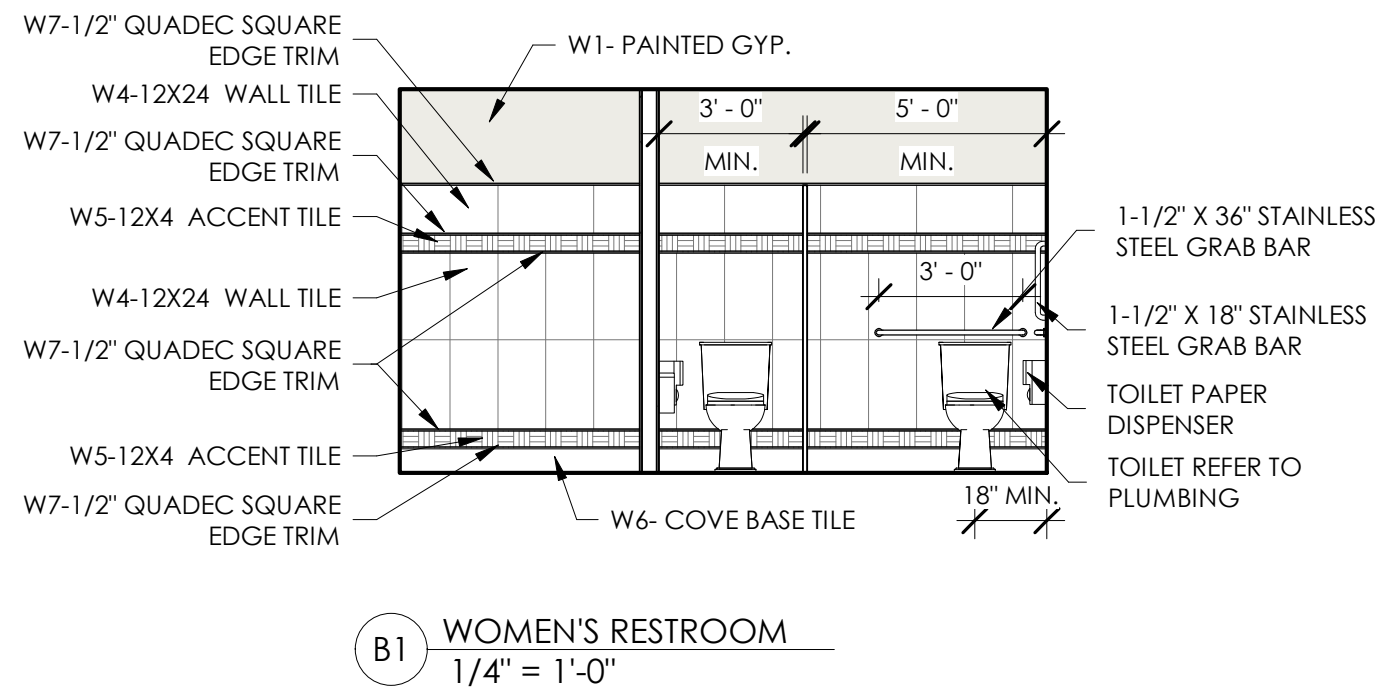 W7-1/2" QUADEC SQUARE
EDGE TRIM
W4-12X24 WALL TILE
W7-1/2" QUADEC SQUARE
EDGE TRIM
W5-12X4 ACCENT TILE
W4-12X24 WALL TILE
W7-1/2" QUADEC SQUARE
EDGE TRIM
W5-12X4 ACCENT TILE
W7-1/2" QUADEC SQUARE
EDGE TRIM
W1- PAINTED GYP.
3' - 0"
MIN.
5' - 0"
MIN.
3' - 0"
1-1/2" X 36" STAINLESS
STEEL GRAB BAR
1-1/2" X 18" STAINLESS
STEEL GRAB BAR
TOILET PAPER
DISPENSER
TOILET REFER TO
PLUMBING
18" MIN.
W6- COVE BASE TILE
B1
WOMEN'S RESTROOM
1/4" = 1'-0"